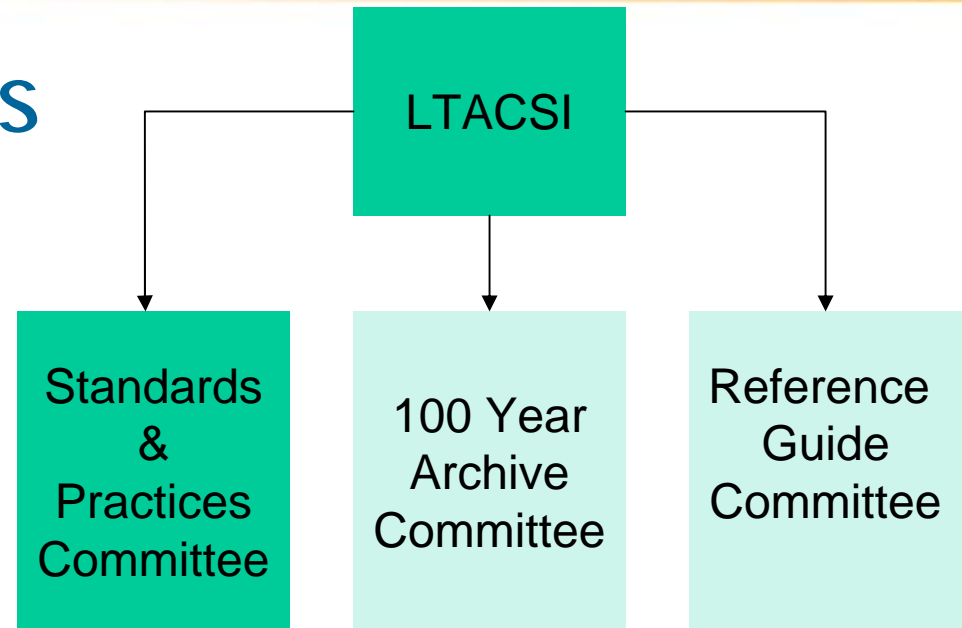 s
LTACSI
Standards
&
Practices
Committee
100 Year
Archive
Committee
Reference
Guide
Committee